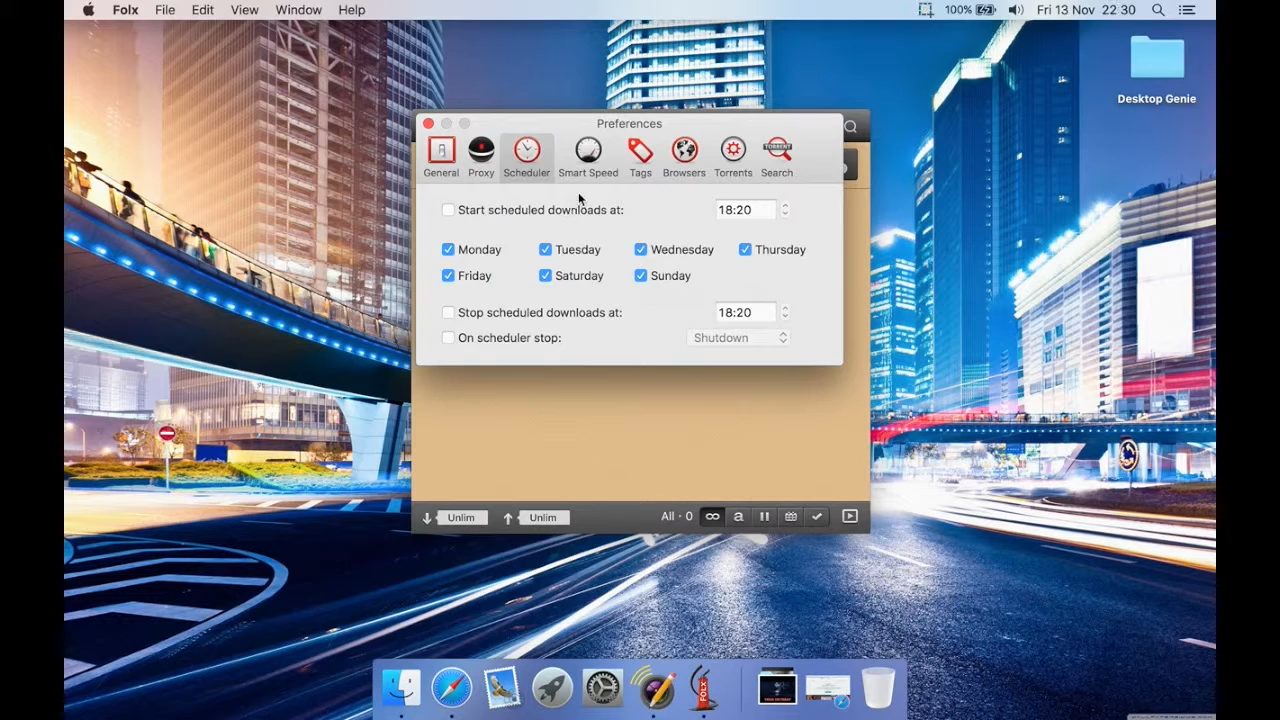 Folx File Edit View Window Help 100% Fri 13 Nov 22:30
Desktop Genie
Preferences
General Proxy Scheduler Smart Speed Tags Browsers Torrents TORRENT Search
Start scheduled downloads at: 18:20
Monday Tuesday Wednesday Thursday
Friday Saturday Sunday
Stop scheduled downloads at: 18:20
On scheduler stop: Shutdown
Unlim Unlim All - 0 a
FOLX